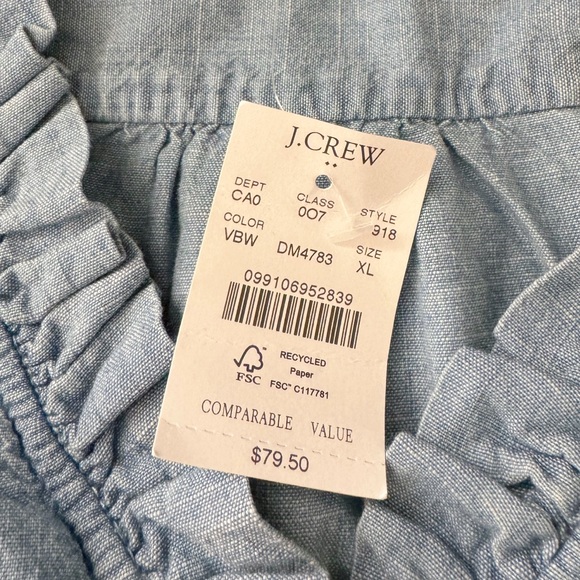 J.CREW
**
DEPT CLASS STYLE
CA0 007 918
COLOR SIZE
VBW DM4783 XL
099106952839
RECYCLED
Paper
FSC FSC™ C117781
COMPARABLE VALUE
$79.50